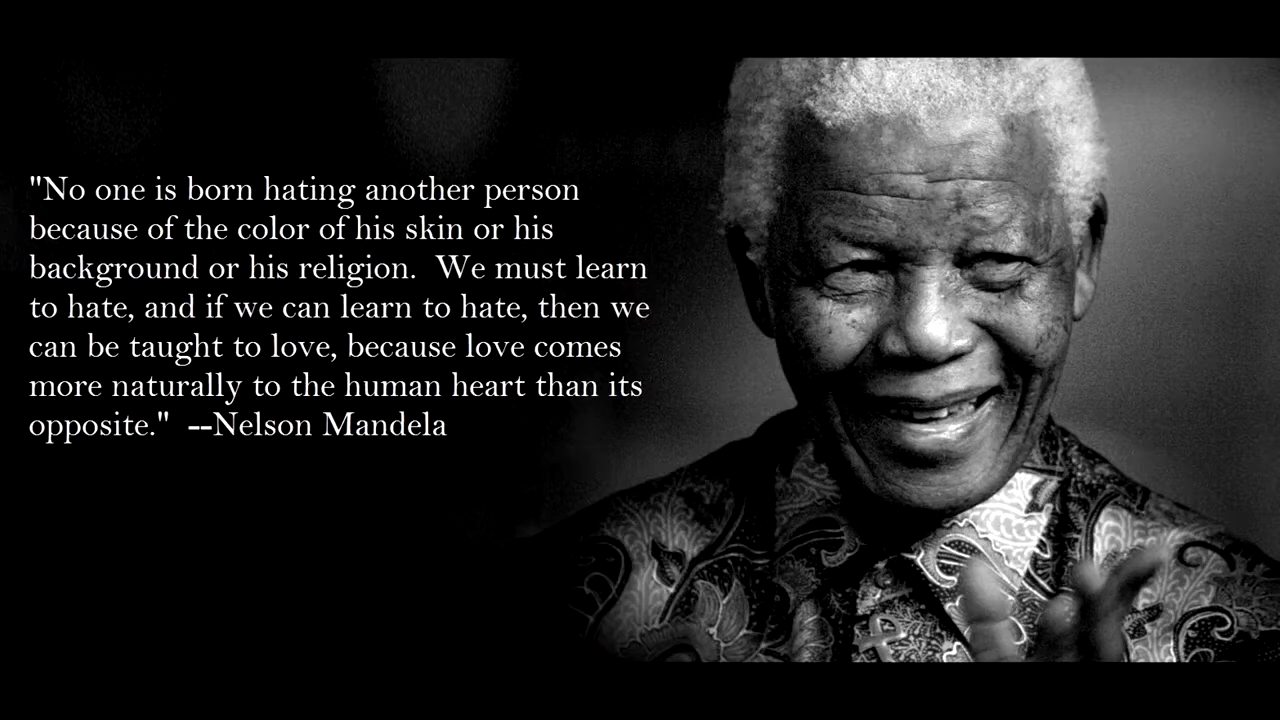 "No one is born hating another person
because of the color of his skin or his
background or his religion.  We must learn
to hate, and if we can learn to hate, then we
can be taught to love, because love comes
more naturally to the human heart than its
opposite."  --Nelson Mandela